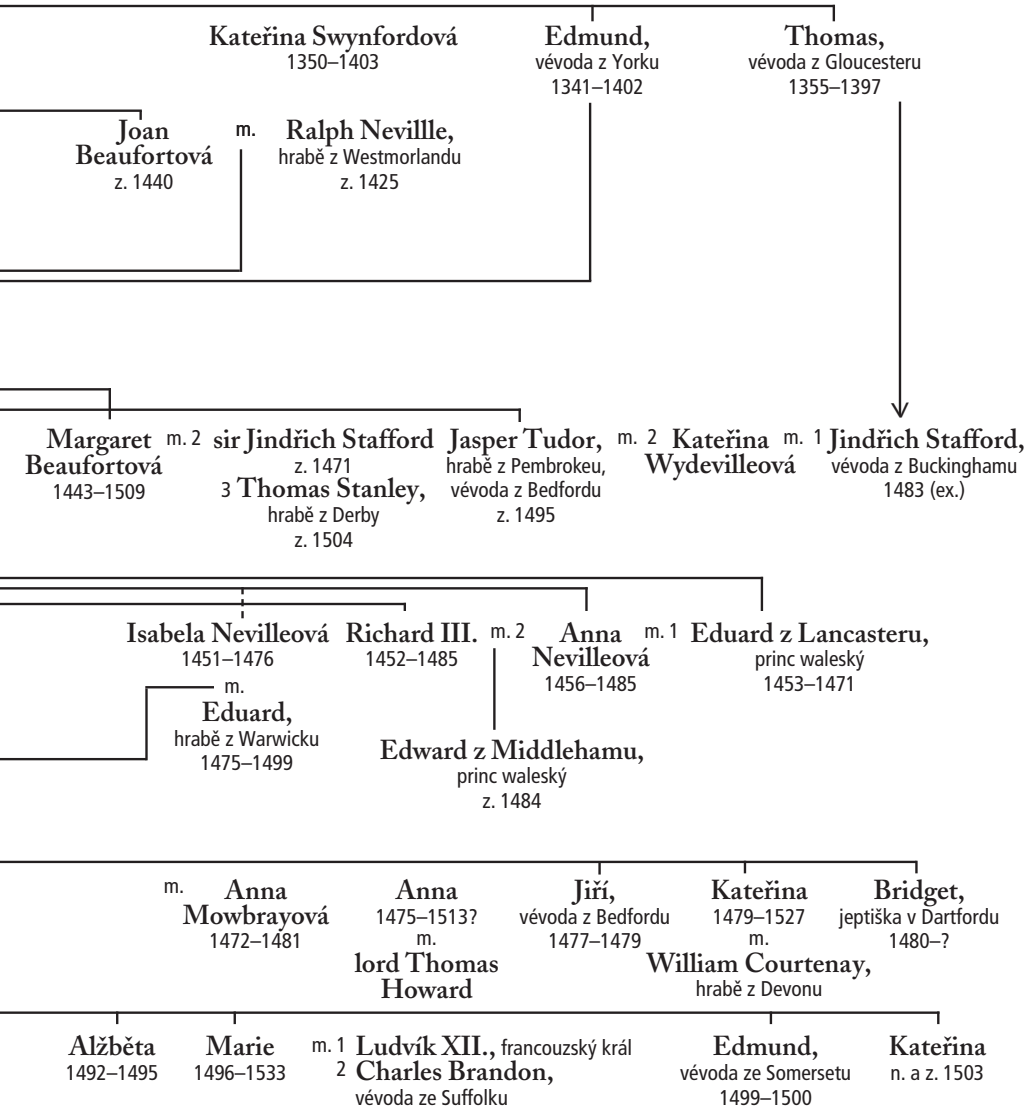 Kateřina Swynfordová
1350–1403
Edmund,
vévoda z Yorku
1341–1402
Thomas,
vévoda z Gloucesteru
1355–1397
Joan
Beaufortová
z. 1440
m.
Ralph Nevillle,
hrabě z Westmorlandu
z. 1425
Margaret
Beaufortová
1443–1509
m. 2 sir Jindřich Stafford
z. 1471
3 Thomas Stanley,
hrabě z Derby
z. 1504
Jasper Tudor,
hrabě z Pembrokeu,
vévoda z Bedfordu
z. 1495
m. 2
Kateřina
Wydevilleová
m. 1
Jindřich Stafford,
vévoda z Buckinghamu
1483 (ex.)
Isabela Nevilleová
1451–1476
m.
Eduard,
hrabě z Warwicku
1475–1499
Richard III.
1452–1485
m. 2
Anna
Nevilleová
1456–1485
m. 1
Eduard z Lancasteru,
princ waleský
1453–1471
Edward z Middlehamu,
princ waleský
z. 1484
m.
Anna
Mowbrayová
1472–1481
Anna
1475–1513?
m.
lord Thomas
Howard
Jiří,
vévoda z Bedfordu
1477–1479
Kateřina
1479–1527
m.
William Courtenay,
hrabě z Devonu
Bridget,
jeptiška v Dartfordu
1480–?
Alžběta
1492–1495
Marie
1496–1533
m. 1 Ludvík XII., francouzský král
2 Charles Brandon,
vévoda ze Suffolku
Edmund,
vévoda ze Somersetu
1499–1500
Kateřina
n. a z. 1503